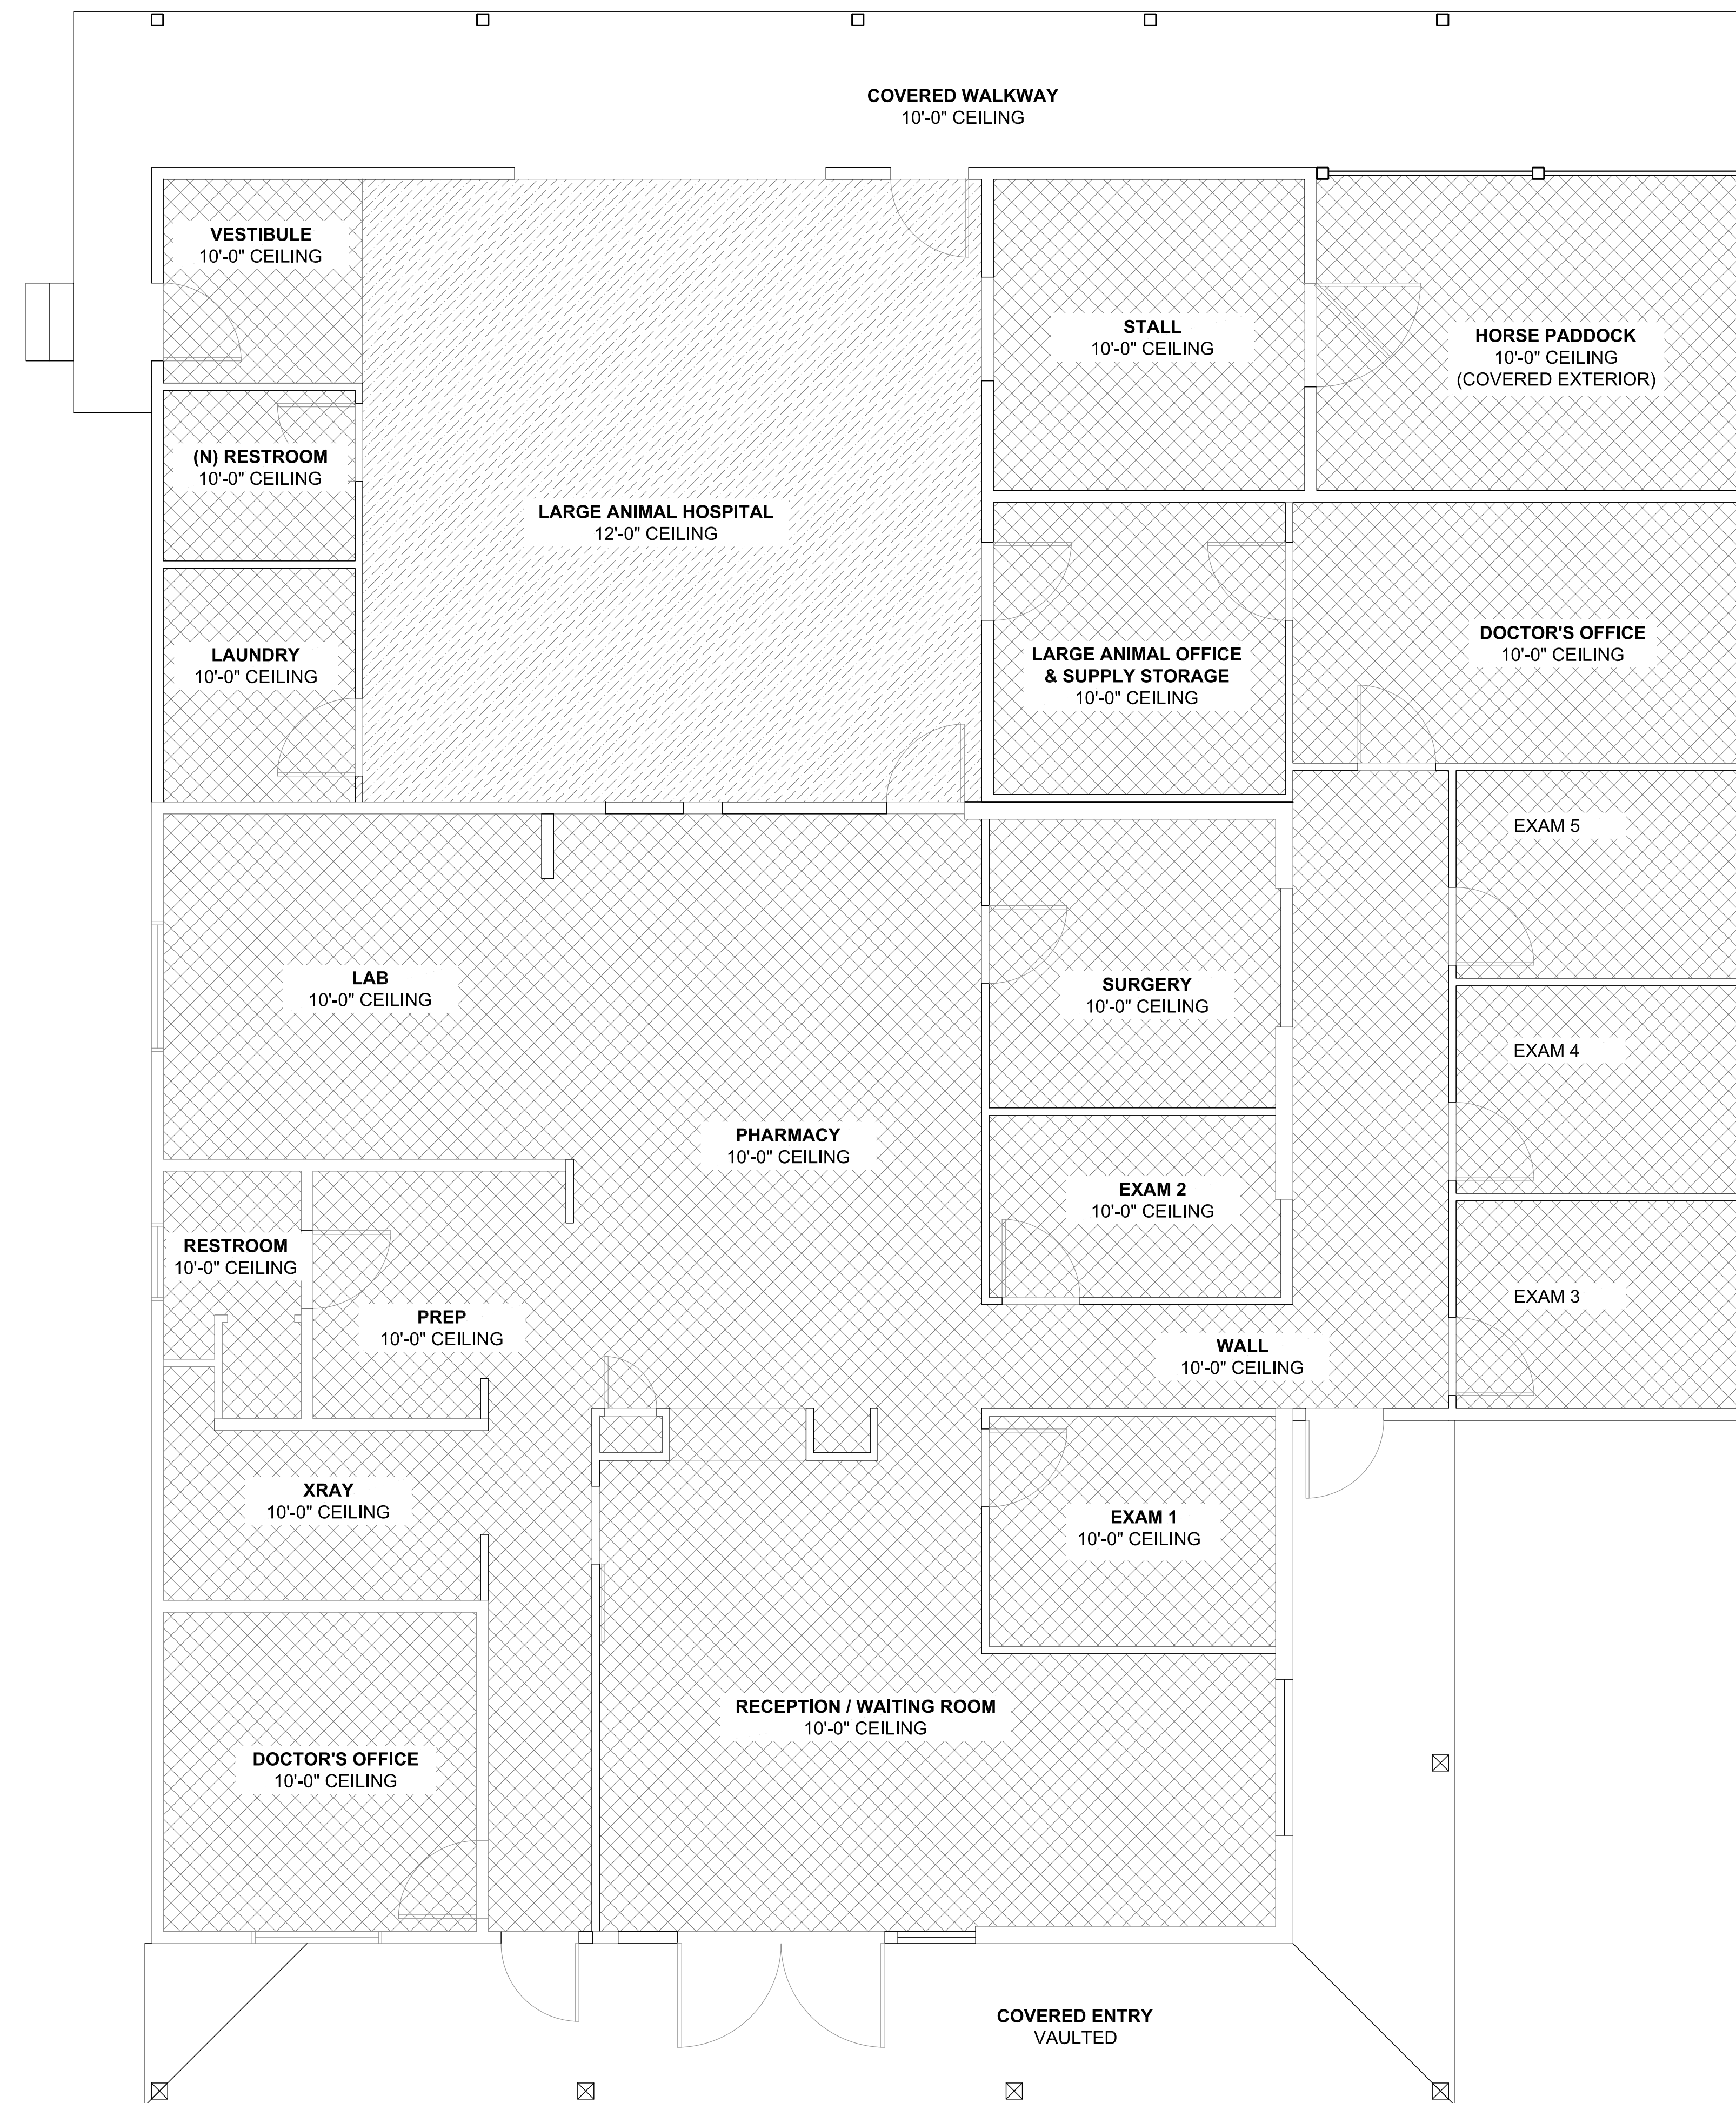 COVERED WALKWAY
10'-0" CEILING
VESTIBULE
10'-0" CEILING
STALL
10'-0" CEILING
HORSE PADDOCK
10'-0" CEILING
(COVERED EXTERIOR)
(N) RESTROOM
10'-0" CEILING
LARGE ANIMAL HOSPITAL
12'-0" CEILING
LAUNDRY
10'-0" CEILING
LARGE ANIMAL OFFICE
& SUPPLY STORAGE
10'-0" CEILING
DOCTOR'S OFFICE
10'-0" CEILING
EXAM 5
LAB
10'-0" CEILING
SURGERY
10'-0" CEILING
EXAM 4
PHARMACY
10'-0" CEILING
EXAM 2
10'-0" CEILING
RESTROOM
10'-0" CEILING
EXAM 3
PREP
10'-0" CEILING
WALL
10'-0" CEILING
XRAY
10'-0" CEILING
EXAM 1
10'-0" CEILING
RECEPTION / WAITING ROOM
10'-0" CEILING
DOCTOR'S OFFICE
10'-0" CEILING
COVERED ENTRY
VAULTED